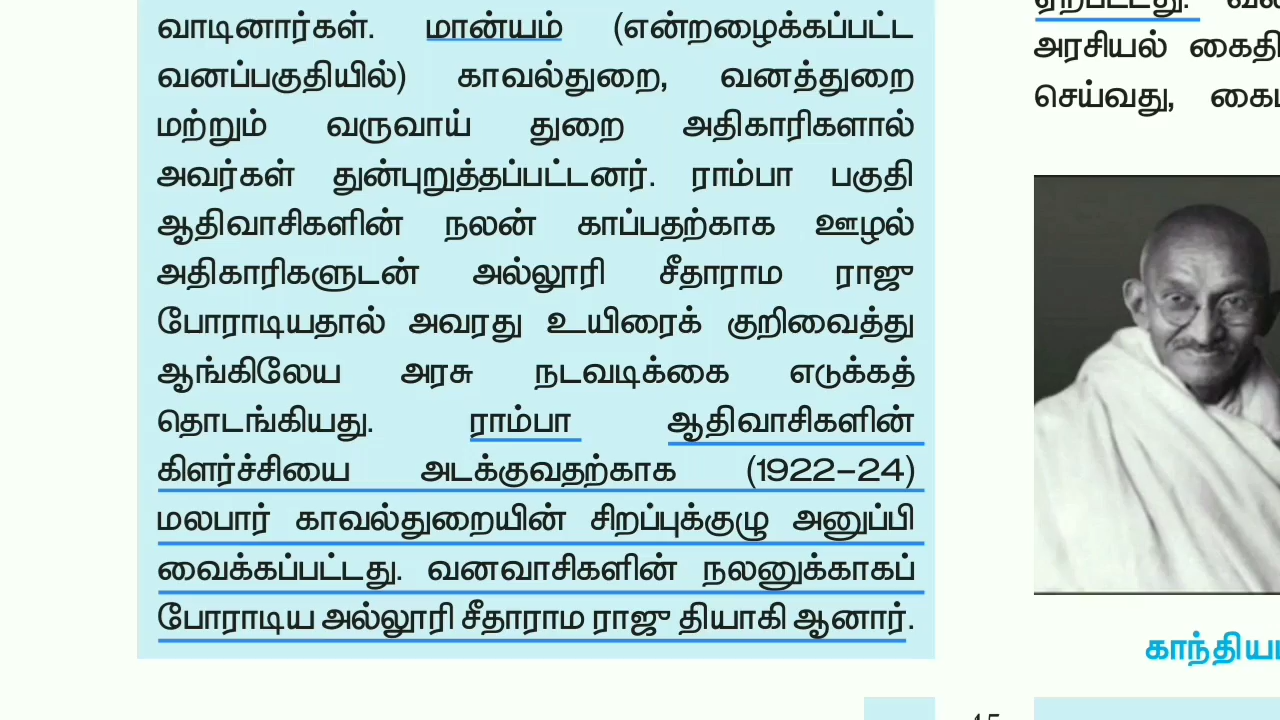 வாடினார்கள். மான்யம் (என்றழைக்கப்பட்ட
வனப்பகுதியில்) காவல்துறை, வனத்துறை
மற்றும் வருவாய் துறை அதிகாரிகளால்
அவர்கள் துன்புறுத்தப்பட்டனர். ராம்பா பகுதி
ஆதிவாசிகளின் நலன் காப்பதற்காக ஊழல்
அதிகாரிகளுடன் அல்லூரி சீதாராம ராஜு
போராடியதால் அவரது உயிரைக் குறிவைத்து
ஆங்கிலேய அரசு நடவடிக்கை எடுக்கத்
தொடங்கியது. ராம்பா ஆதிவாசிகளின்
கிளர்ச்சியை அடக்குவதற்காக (1922–24)
மலபார் காவல்துறையின் சிறப்புக்குழு அனுப்பி
வைக்கப்பட்டது. வனவாசிகளின் நலனுக்காகப்
போராடிய அல்லூரி சீதாராம ராஜு தியாகி ஆனார்.
அரசியல்
செய்வது,